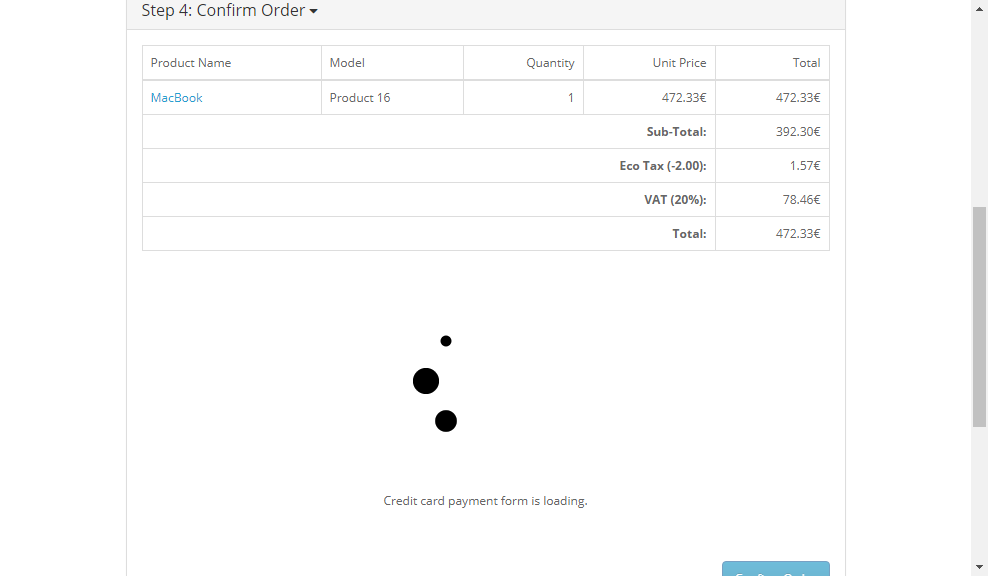 Step 4: Confirm Order
Product Name Model Quantity Unit Price Total
MacBook Product 16 1 472.33€ 472.33€
Sub-Total: 392.30€
Eco Tax (-2.00): 1.57€
VAT (20%): 78.46€
Total: 472.33€
Credit card payment form is loading.